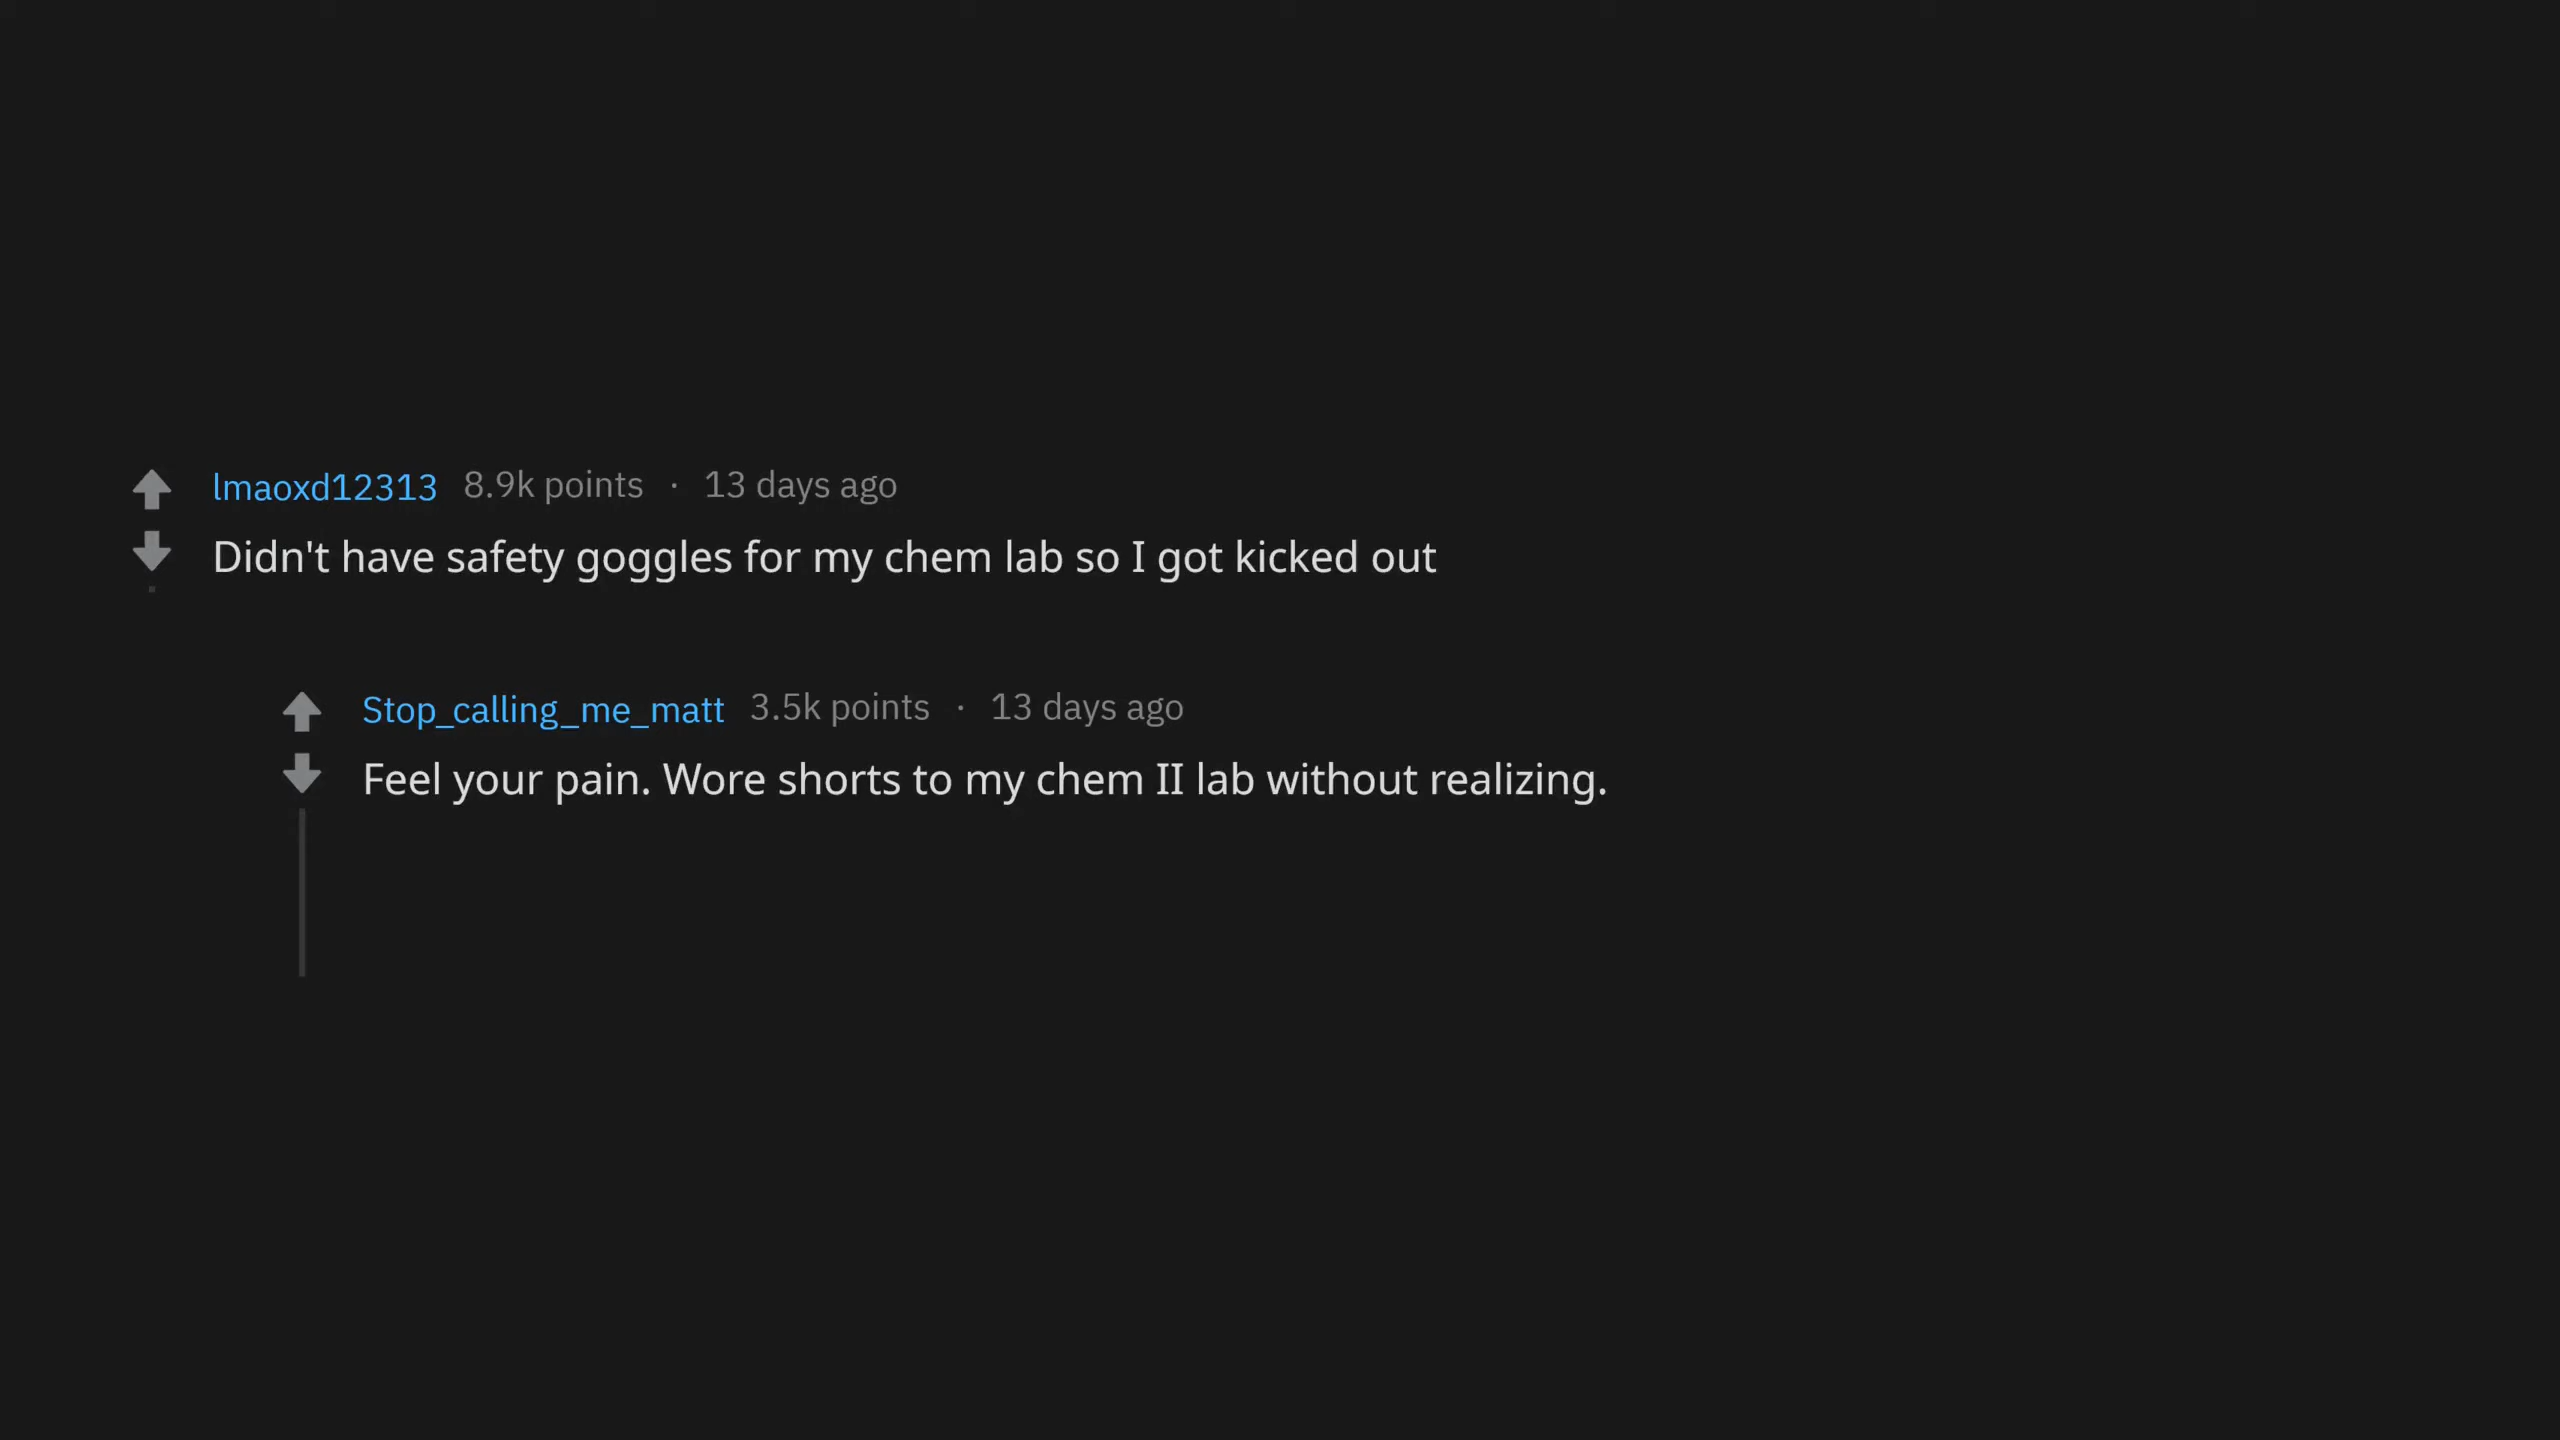 lmaoxd12313 8.9k points · 13 days ago
Didn't have safety goggles for my chem lab so I got kicked out
Stop_calling_me_matt 3.5k points · 13 days ago
Feel your pain. Wore shorts to my chem II lab without realizing.